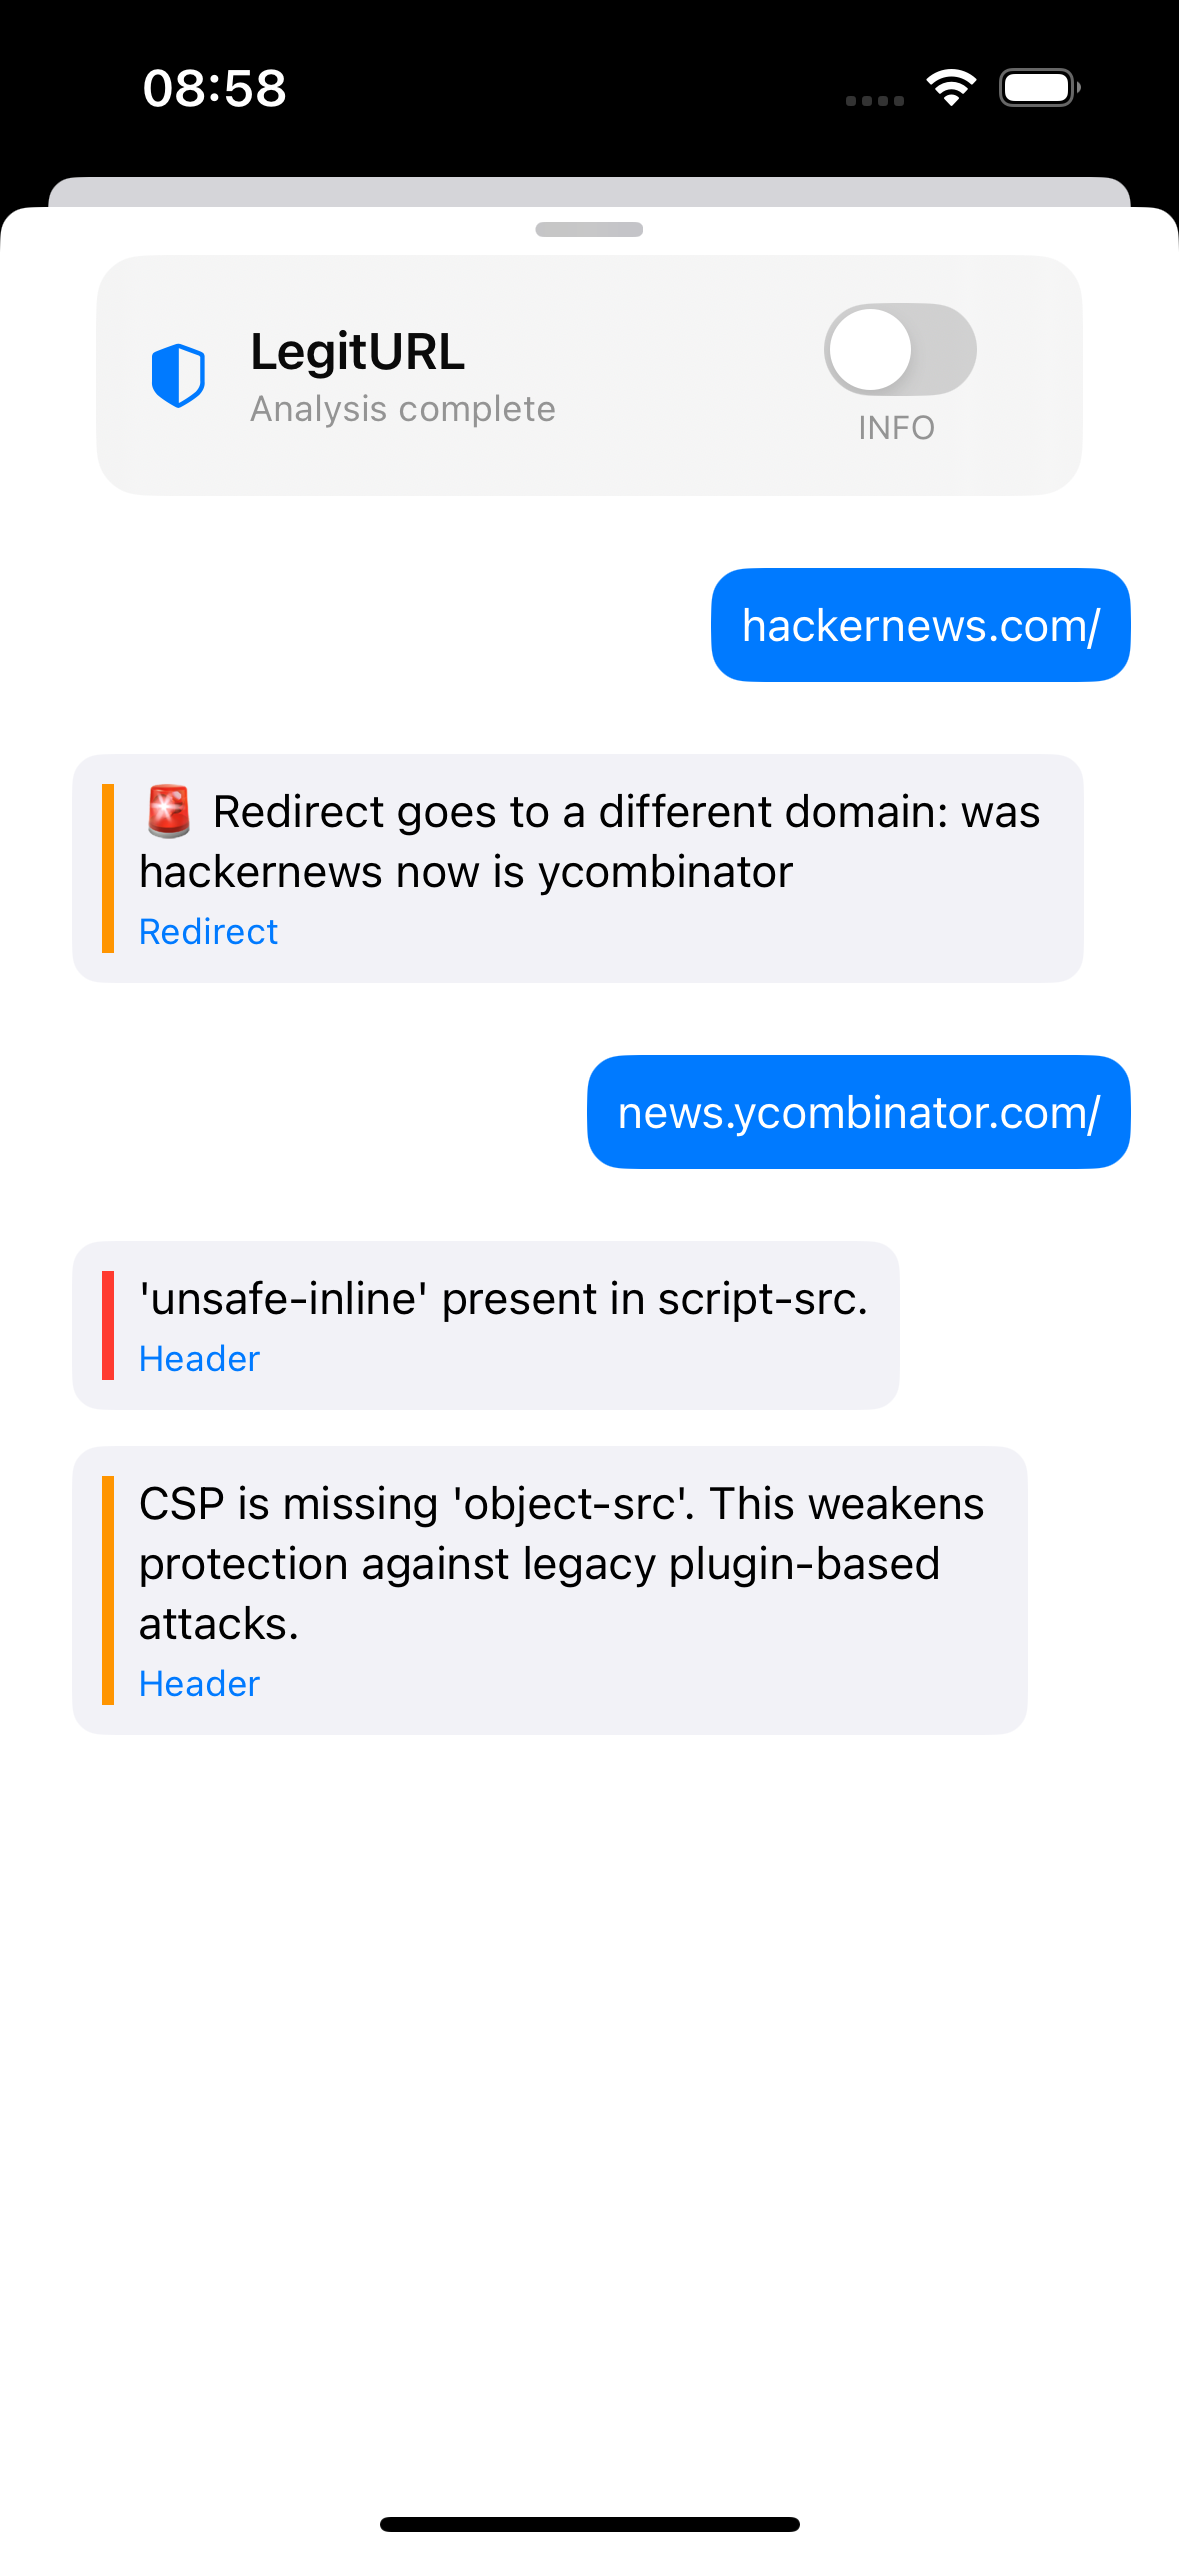 08:58
LegitURL
Analysis complete
INFO
hackernews.com/
🚨 Redirect goes to a different domain: was
hackernews now is ycombinator
Redirect
news.ycombinator.com/
'unsafe-inline' present in script-src.
Header
CSP is missing 'object-src'. This weakens
protection against legacy plugin-based
attacks.
Header